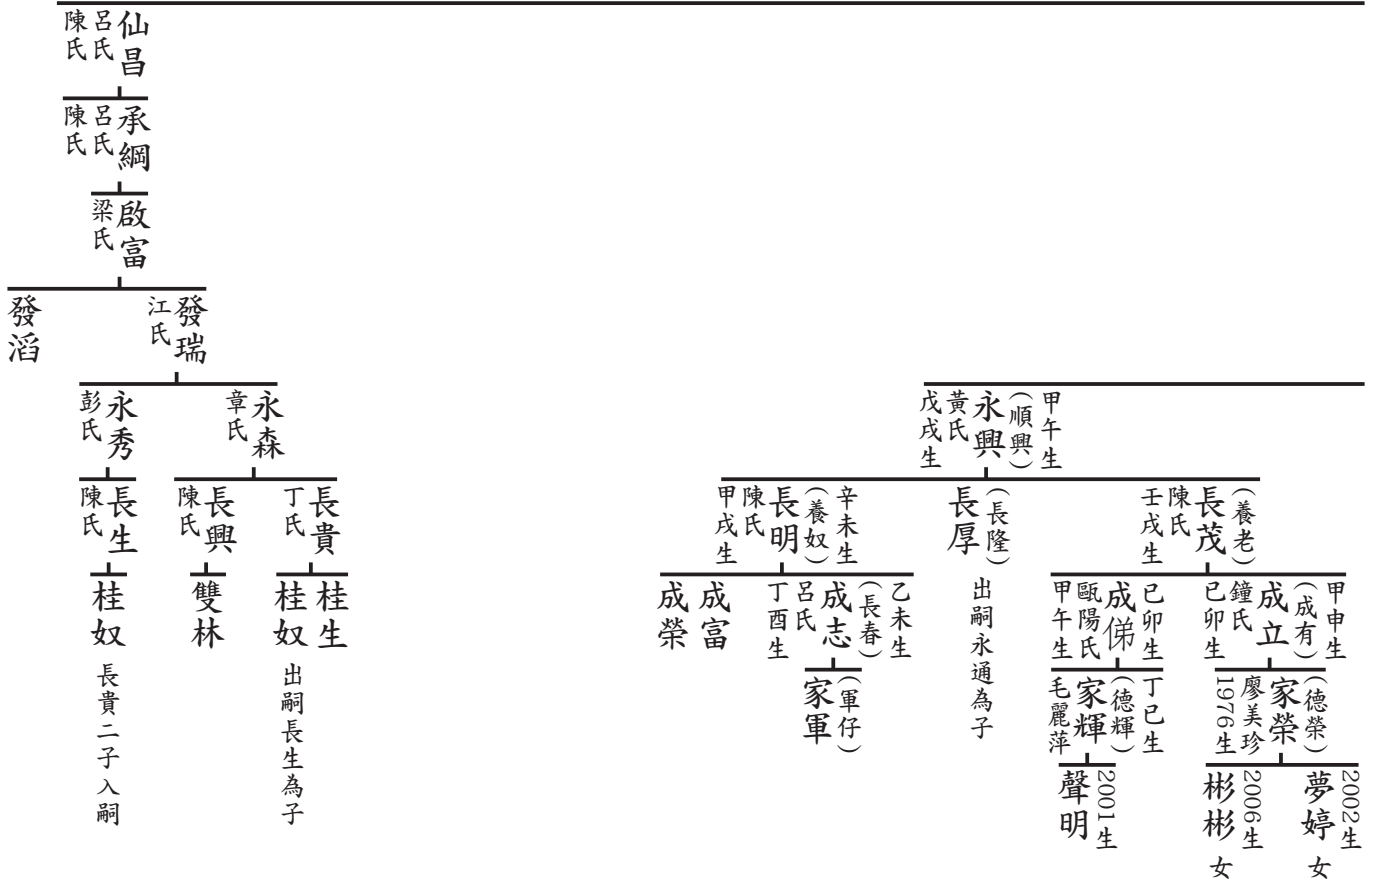 仙昌
呂氏
陳氏
承綱
呂氏
陳氏
啟富
梁氏
發瑞
江氏
發滔
甲午生
(順興)
永興
黃氏
戊戌生
永森
章氏
永秀
彭氏
(養老)
長茂
陳氏
壬戌生
(長隆)
長厚
出嗣永通為子
辛未生
(養奴)
長明
陳氏
甲戌生
長貴
丁氏
長興
陳氏
長生
陳氏
甲申生
(成有)
成立
鐘氏
己卯生
己卯生
成俤
甌陽氏
甲午生
乙未生
(長春)
成志
呂氏
丁酉生
成富
成榮
桂生
桂奴
出嗣長生為子
雙林
桂奴
長貴二子入嗣
(德榮)
家榮
廖美珍
1976生
丁巳生
(德輝)
家輝
毛麗萍
(軍仔)
家軍
2002生
夢婷
女
2006生
彬彬
女
2001生
聲明